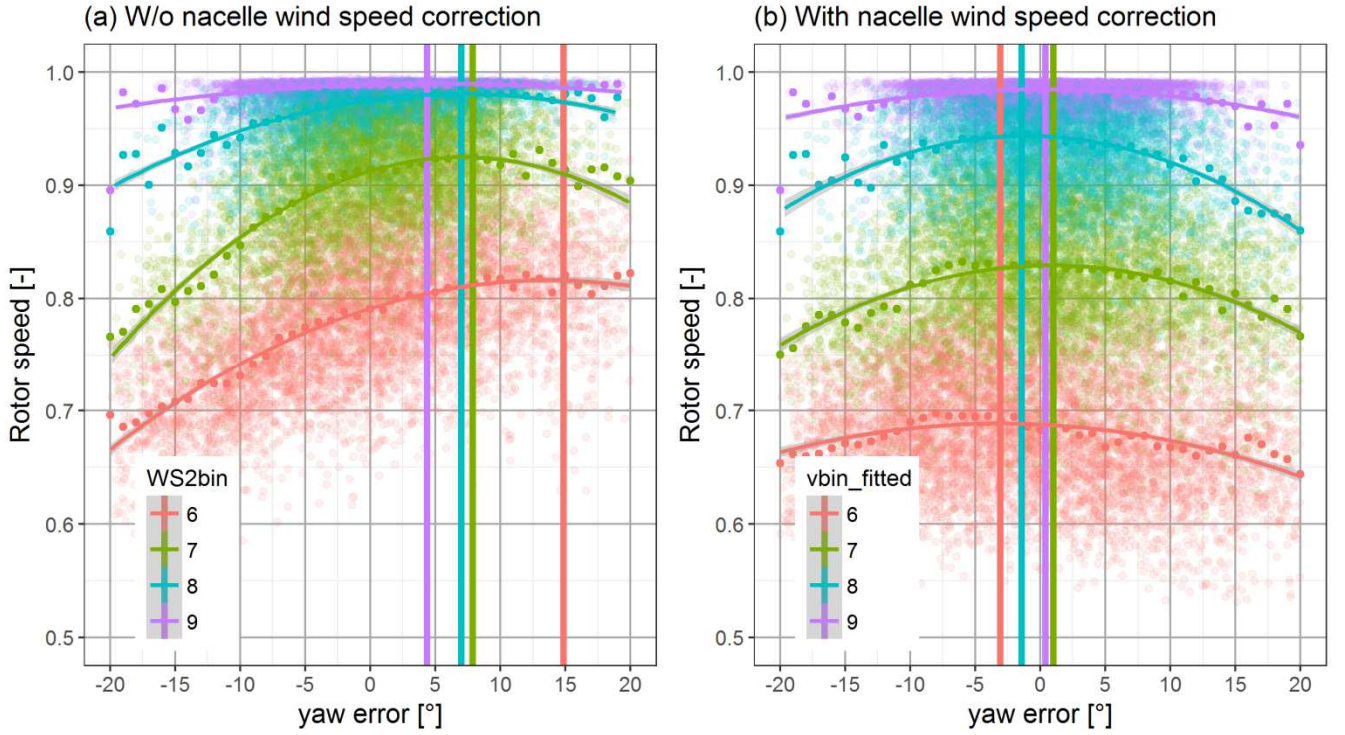 (a) W/o nacelle wind speed correction
1.0
0.9
0.8
0.7
0.6
0.5
Rotor speed [-]
WS2bin
6
7
8
9
-20 -15 -10 -5 0 5 10 15 20
yaw error [°]
(b) With nacelle wind speed correction
1.0
0.9
0.8
0.7
0.6
0.5
Rotor speed [-]
vbin_fitted
6
7
8
9
-20 -15 -10 -5 0 5 10 15 20
yaw error [°]